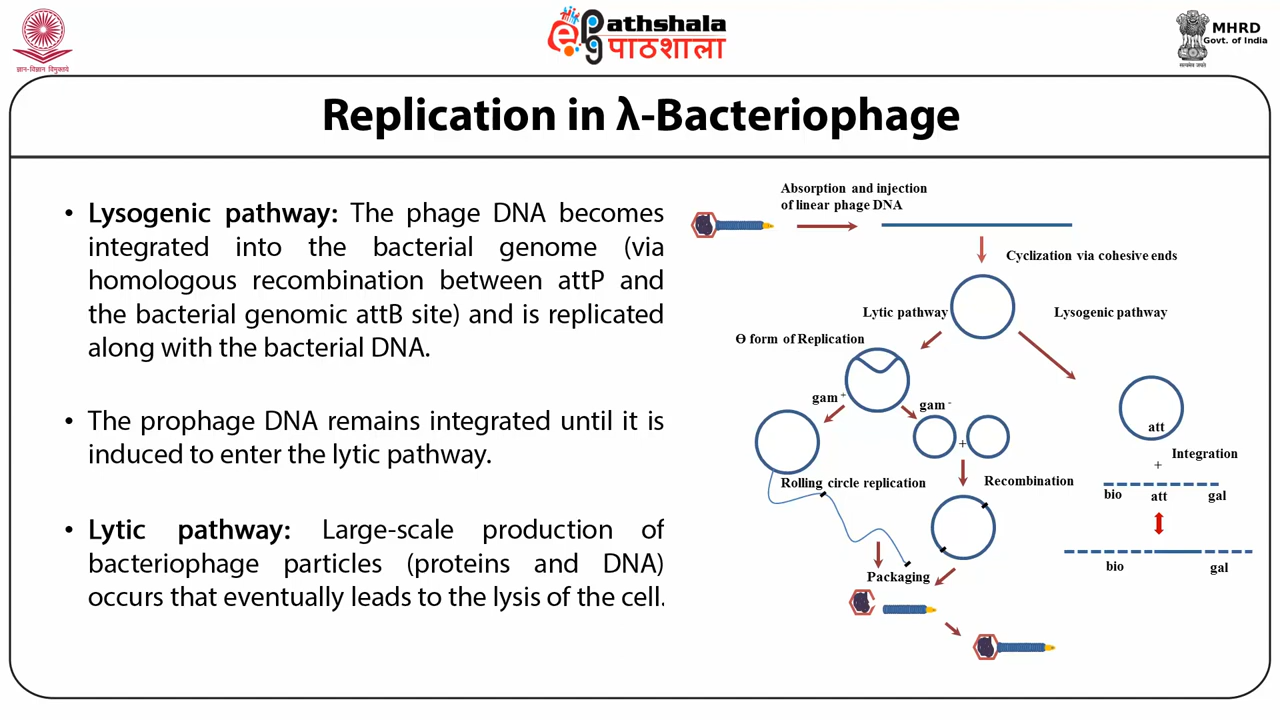 ज्ञान-विज्ञान विमुक्तये
epathshala
पाठशाला
MHRD
Govt. of India
सत्यमेव जयते
Replication in λ-Bacteriophage
• Lysogenic pathway: The phage DNA becomes
integrated into the bacterial genome (via
homologous recombination between attP and
the bacterial genomic attB site) and is replicated
along with the bacterial DNA.
• The prophage DNA remains integrated until it is
induced to enter the lytic pathway.
• Lytic pathway: Large-scale production of
bacteriophage particles (proteins and DNA)
occurs that eventually leads to the lysis of the cell.
Absorption and injection
of linear phage DNA
Cyclization via cohesive ends
Lytic pathway
Lysogenic pathway
ϴ form of Replication
gam +
gam -
att
+
+
Integration
Rolling circle replication
Recombination
bio att gal
bio gal
Packaging